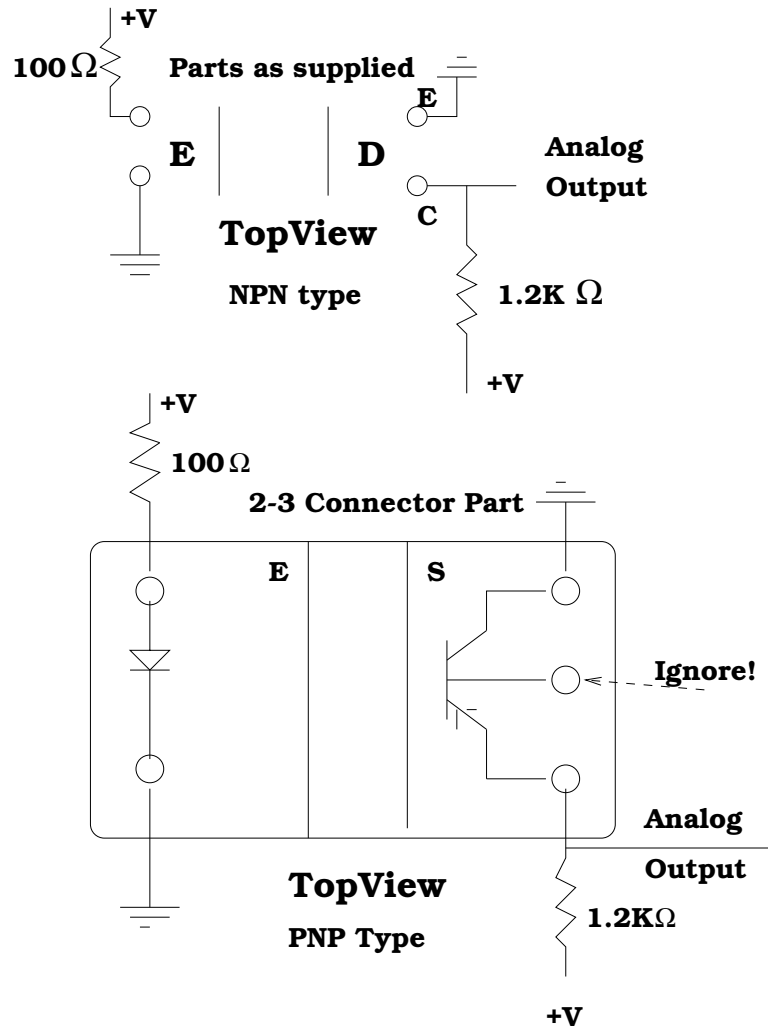 +V
100Ω
Parts as supplied
E
E
D
Analog
Output
C
TopView
NPN type
1.2K Ω
+V
+V
100Ω
2-3 Connector Part
E
S
Ignore!
Analog
Output
TopView
PNP Type
1.2KΩ
+V